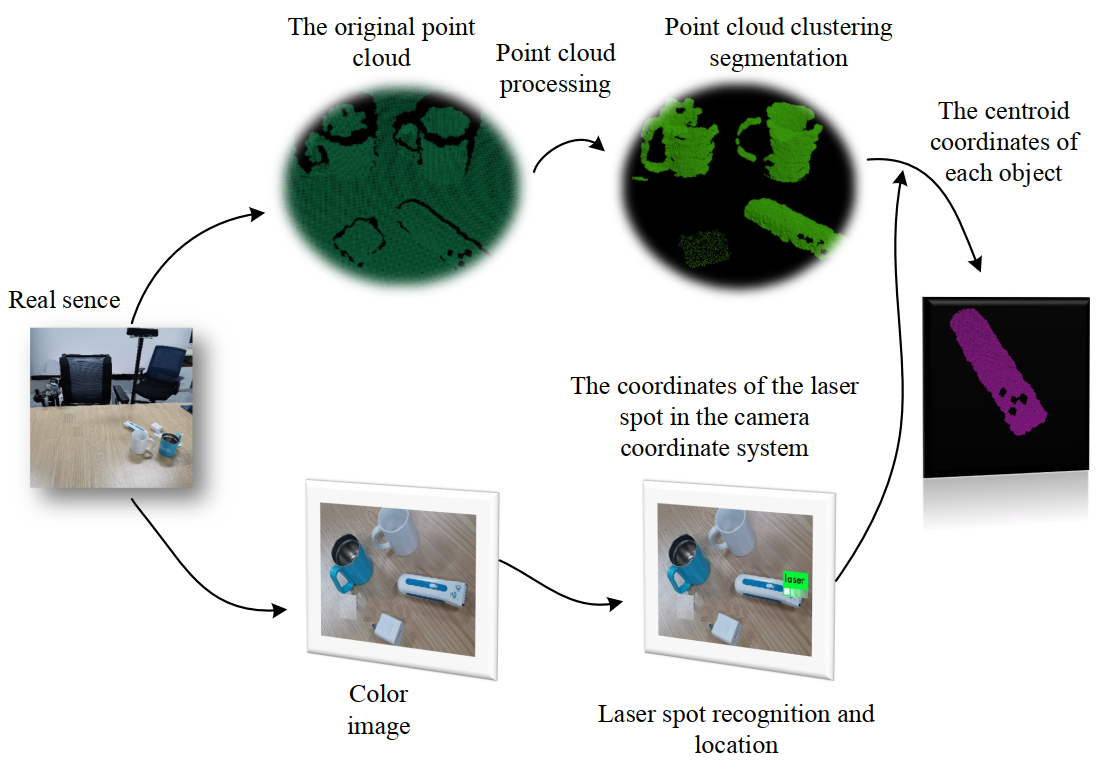 The original point
cloud
Point cloud
processing
Point cloud clustering
segmentation
The centroid
coordinates of
each object
Real sence
The coordinates of the laser
spot in the camera
coordinate system
laser
Color
image
Laser spot recognition and
location